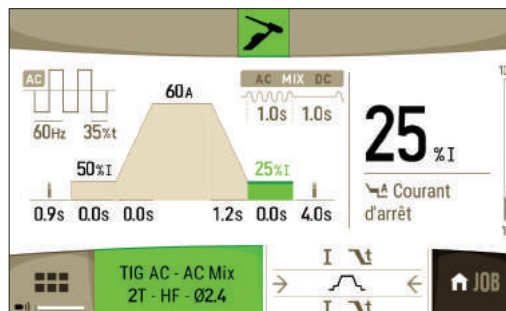 AC
60Hz 35%t
60A
AC MIX DC
1.0s 1.0s
50%I
25%I
0.9s 0.0s 0.0s 1.2s 0.0s 4.0s
25 %I
Courant
d'arrêt
TIG AC - AC Mix
2T - HF - Ø2.4
I t
I t
JOB